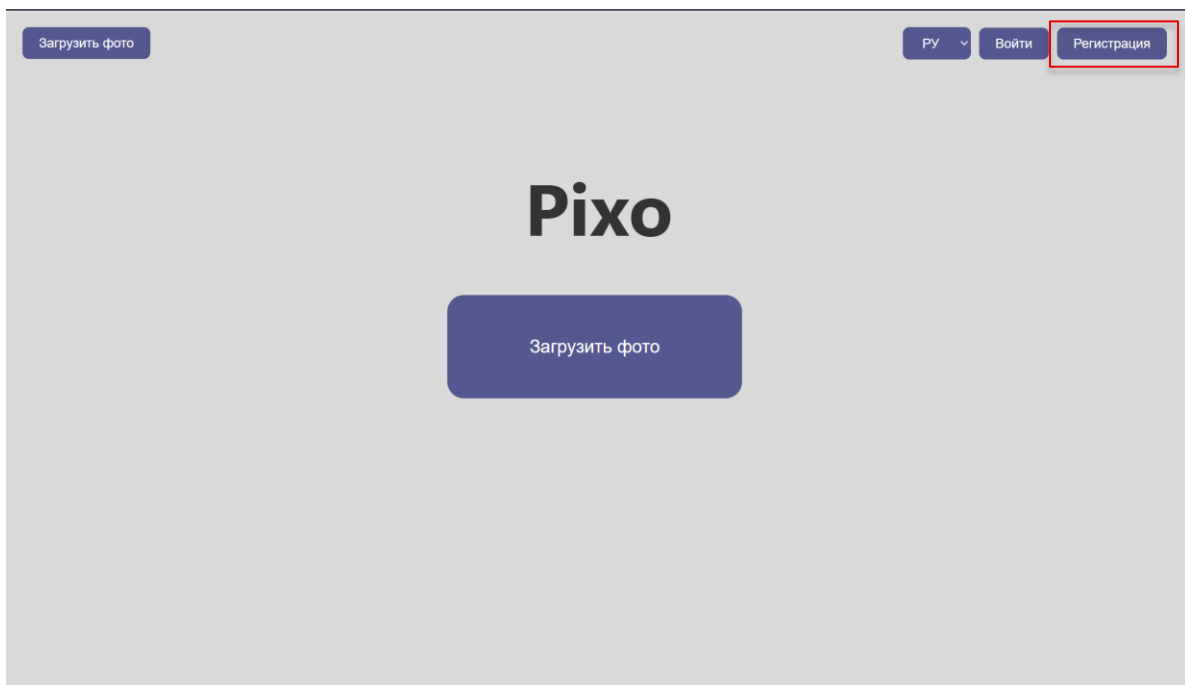 Загрузить фото
РУ
Войти
Регистрация
Pixo
Загрузить фото